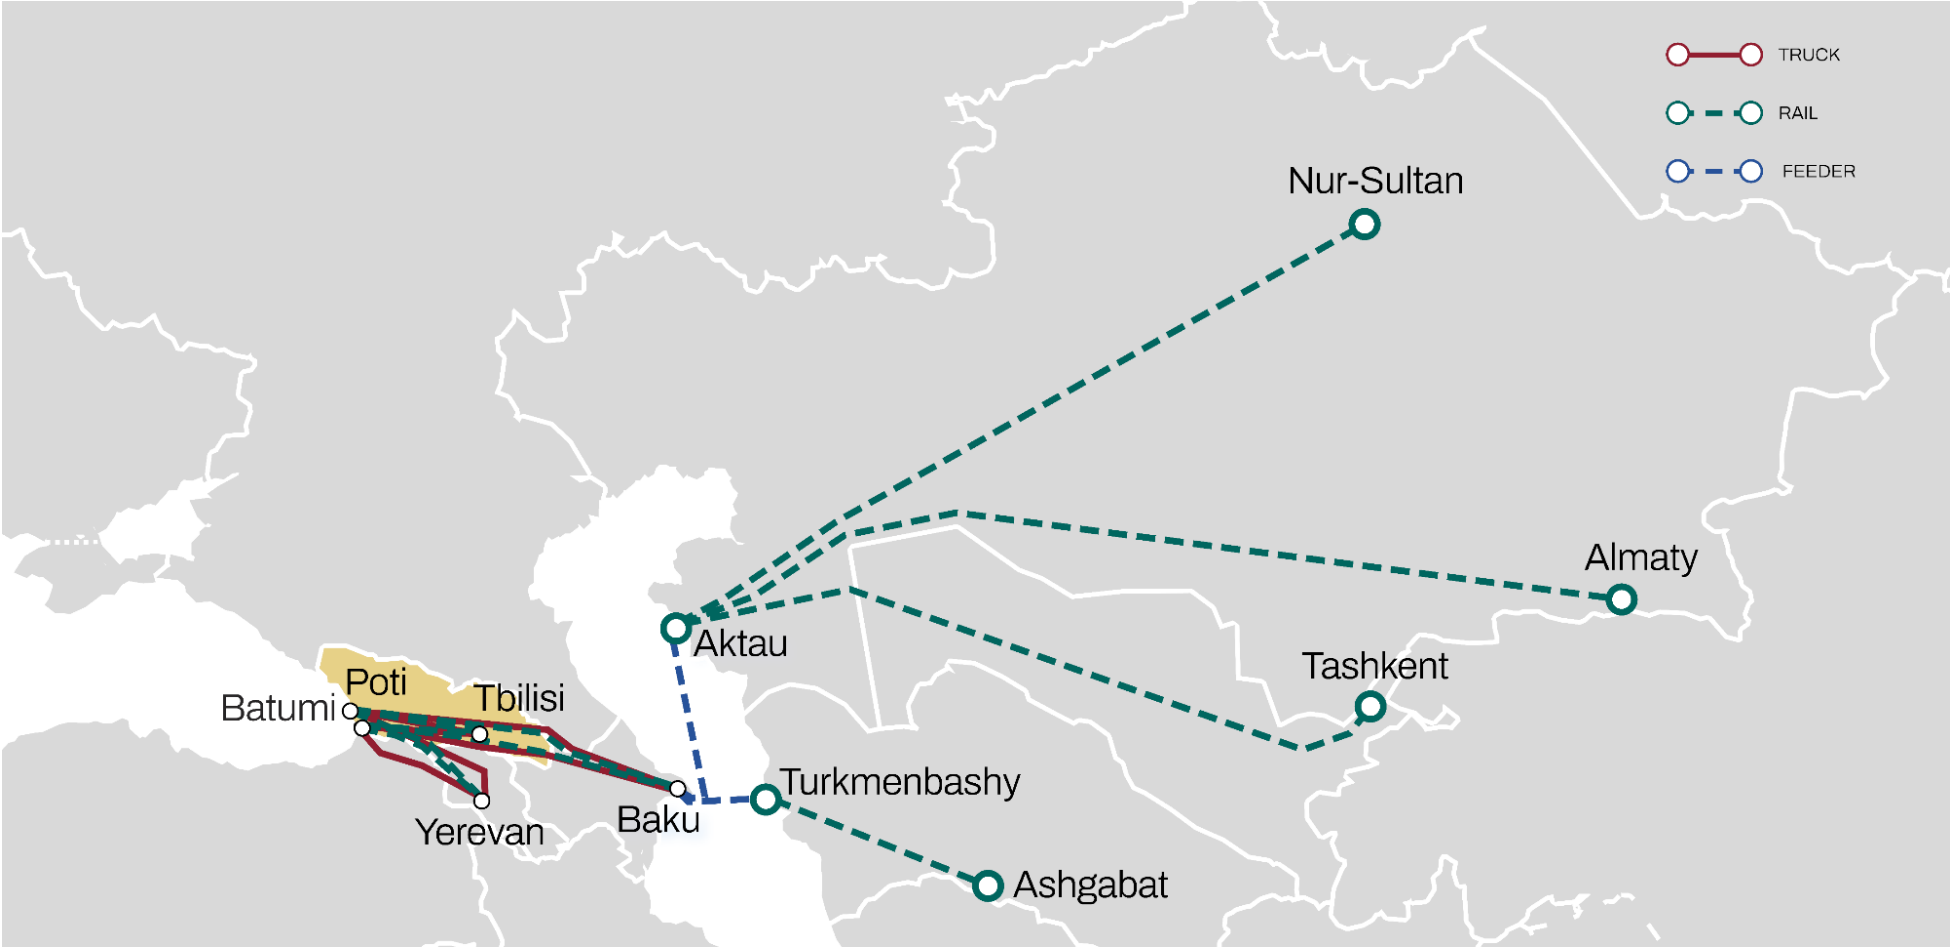 TRUCK
RAIL
FEEDER
Nur-Sultan
Almaty
Aktau
Tashkent
Poti
Tbilisi
Batumi
Turkmenbashy
Baku
Yerevan
Ashgabat